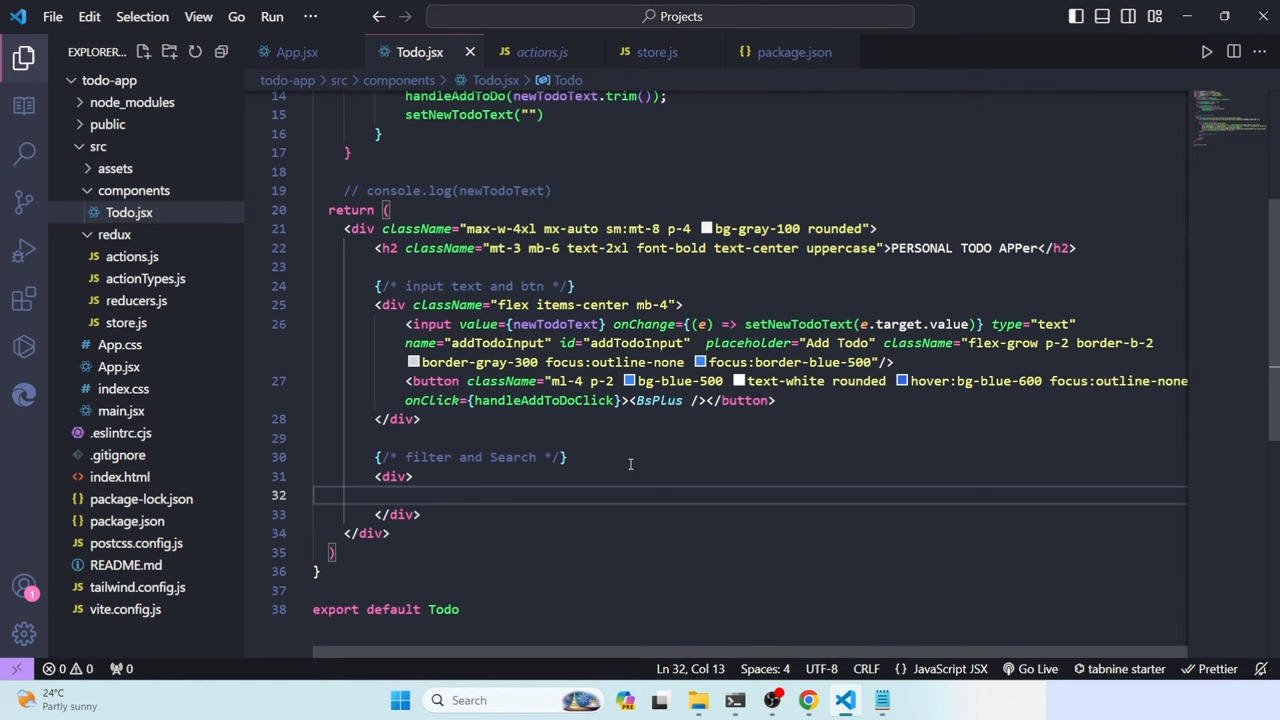 File Edit Selection View Go Run ··· Projects
EXPLORER... App.jsx Todo.jsx actions.js store.js package.json
todo-app > src > components > Todo.jsx > Todo
todo-app
node_modules
public
src
assets
components
Todo.jsx
redux
actions.js
actionTypes.js
reducers.js
store.js
App.css
App.jsx
index.css
main.jsx
.eslintrc.cjs
.gitignore
index.html
package-lock.json
package.json
postcss.config.js
README.md
tailwind.config.js
vite.config.js
1
14 handleAddToDo(newTodoText.trim());
15 setNewTodoText("")
16 }
17 }
18
19 // console.log(newTodoText)
20 return (
21 <div className="max-w-4xl mx-auto sm:mt-8 p-4 bg-gray-100 rounded">
22 <h2 className="mt-3 mb-6 text-2xl font-bold text-center uppercase">PERSONAL TODO APPer</h2>
23
24 {/* input text and btn */}
25 <div className="flex items-center mb-4">
26 <input value={newTodoText} onChange={(e) => setNewTodoText(e.target.value)} type="text"
name="addTodoInput" id="addTodoInput" placeholder="Add Todo" className="flex-grow p-2 border-b-2
border-gray-300 focus:outline-none focus:border-blue-500"/>
27 <button className="ml-4 p-2 bg-blue-500 text-white rounded hover:bg-blue-600 focus:outline-none
onClick={handleAddToDoClick}><BsPlus /></button>
28 </div>
29
30 {/* filter and Search */}
31 <div>
32
33 </div>
34 </div>
35 )
36 }
37
38 export default Todo
0 0 0 Ln 32, Col 13 Spaces: 4 UTF-8 CRLF {} JavaScript JSX Go Live tabnine starter Prettier
24°C
Partly sunny
Search
PRE